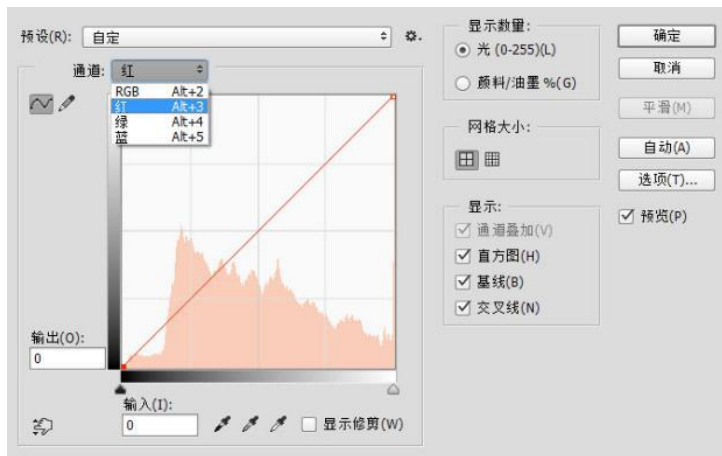 预设(R): 自定
通道: 红
RGB Alt+2
红 Alt+3
绿 Alt+4
蓝 Alt+5
输出(O):
0
输入(I):
0
显示修剪(W)
显示数量:
光 (0-255)(L)
颜料/油墨 %(G)
网格大小:
显示:
通道叠加(V)
直方图(H)
基线(B)
交叉线(N)
确定
取消
平滑(M)
自动(A)
选项(T)...
预览(P)